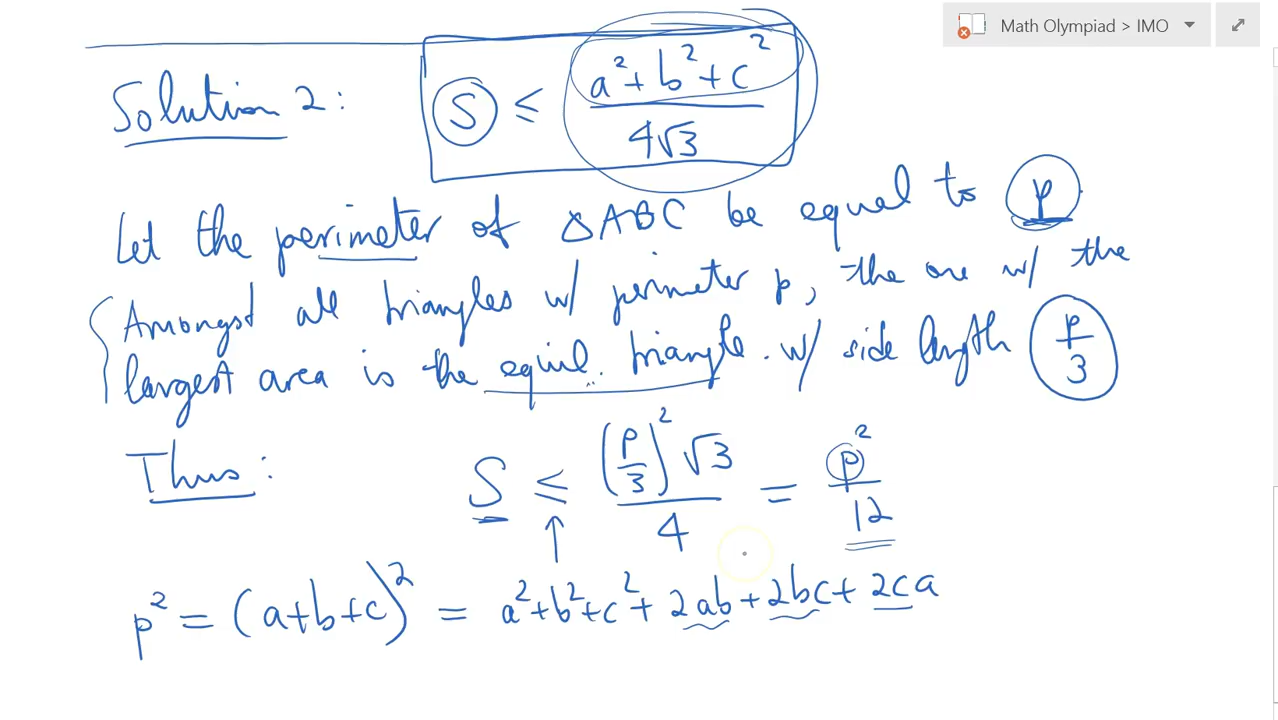 Math Olympiad > IMO
Solution 2: S ≤ (a²+b²+c²)/(4√3)
Let the perimeter of △ABC be equal to p
Amongst all triangles w/ perimeter p, the one w/ the
largest area is the equil. triangle. w/ side length p/3
Thus: S ≤ ((p/3)²√3)/4 = p²/12
p² = (a+b+c)² = a²+b²+c²+2ab+2bc+2ca